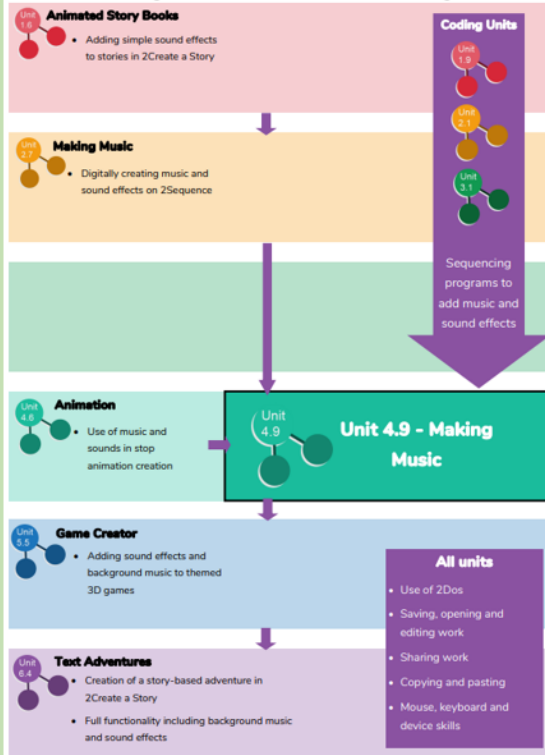 Unit
1.6
Animated Story Books
• Adding simple sound effects
to stories in 2Create a Story
Coding Units
Unit
1.9
Unit
2.1
Unit
3.1
Sequencing
programs to
add music and
sound effects
Unit
2.7
Making Music
• Digitally creating music and
sound effects on 2Sequence
Unit
4.6
Animation
• Use of music and
sounds in stop
animation creation
Unit
4.9
Unit 4.9 - Making
Music
Unit
5.5
Game Creator
• Adding sound effects and
background music to themed
3D games
All units
• Use of 2Dos
• Saving, opening and
editing work
• Sharing work
• Copying and pasting
• Mouse, keyboard and
device skills
Unit
6.4
Text Adventures
• Creation of a story-based adventure in
2Create a Story
• Full functionality including background music
and sound effects